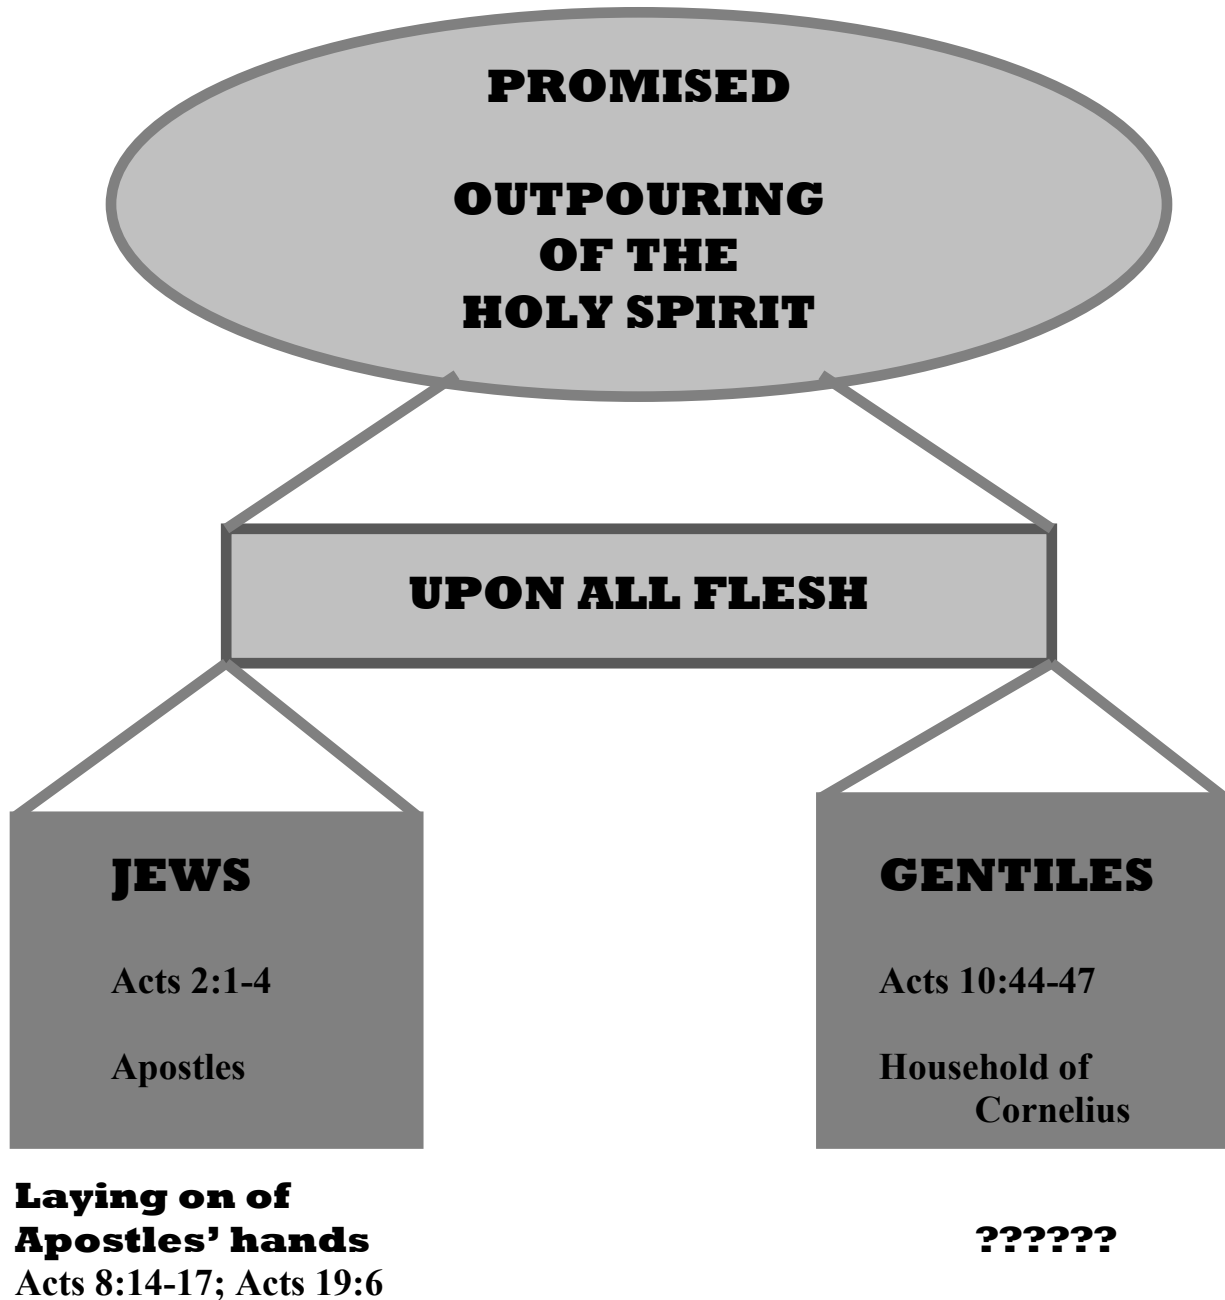 PROMISED
OUTPOURING
OF THE
HOLY SPIRIT
UPON ALL FLESH
JEWS
Acts 2:1-4
Apostles
GENTILES
Acts 10:44-47
Household of
Cornelius
Laying on of
Apostles’ hands
Acts 8:14-17; Acts 19:6
??????